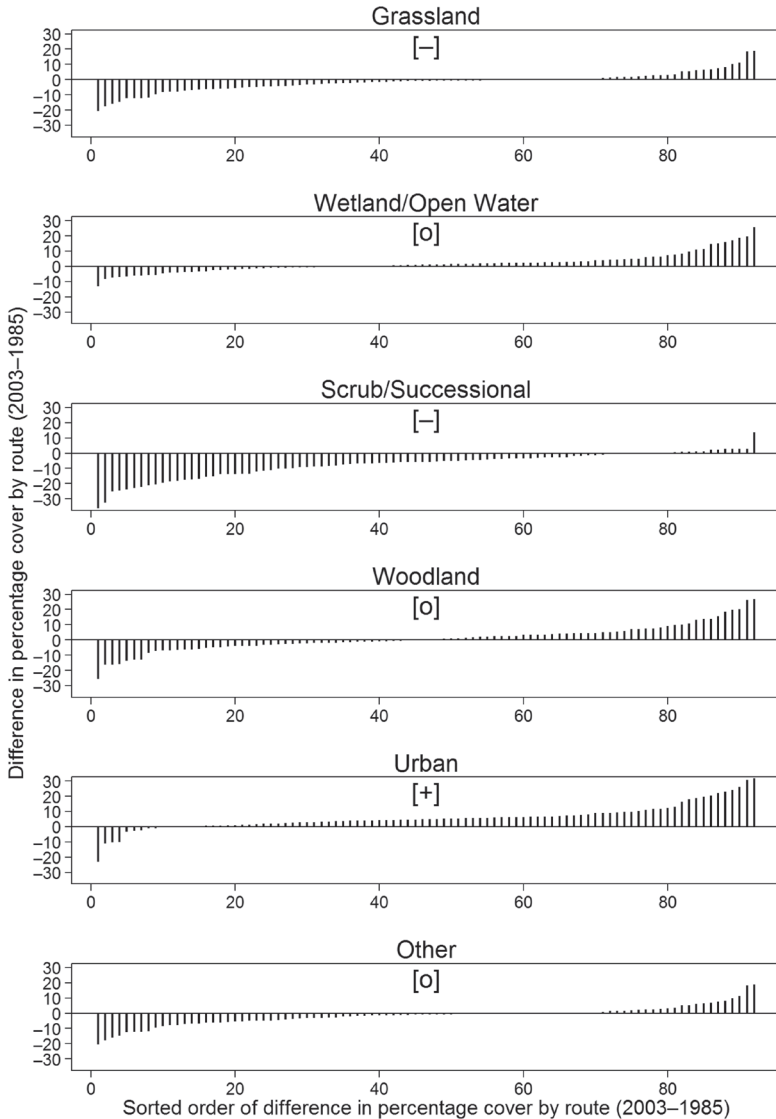 Grassland
[–]
30
20
10
0
–10
–20
–30
0 20 40 60 80
Wetland/Open Water
[o]
30
20
10
0
–10
–20
–30
0 20 40 60 80
Scrub/Successional
[–]
30
20
10
0
–10
–20
–30
0 20 40 60 80
Woodland
[o]
30
20
10
0
–10
–20
–30
0 20 40 60 80
Urban
[+]
30
20
10
0
–10
–20
–30
0 20 40 60 80
Other
[o]
30
20
10
0
–10
–20
–30
0 20 40 60 80
Difference in percentage cover by route (2003–1985)
Sorted order of difference in percentage cover by route (2003–1985)